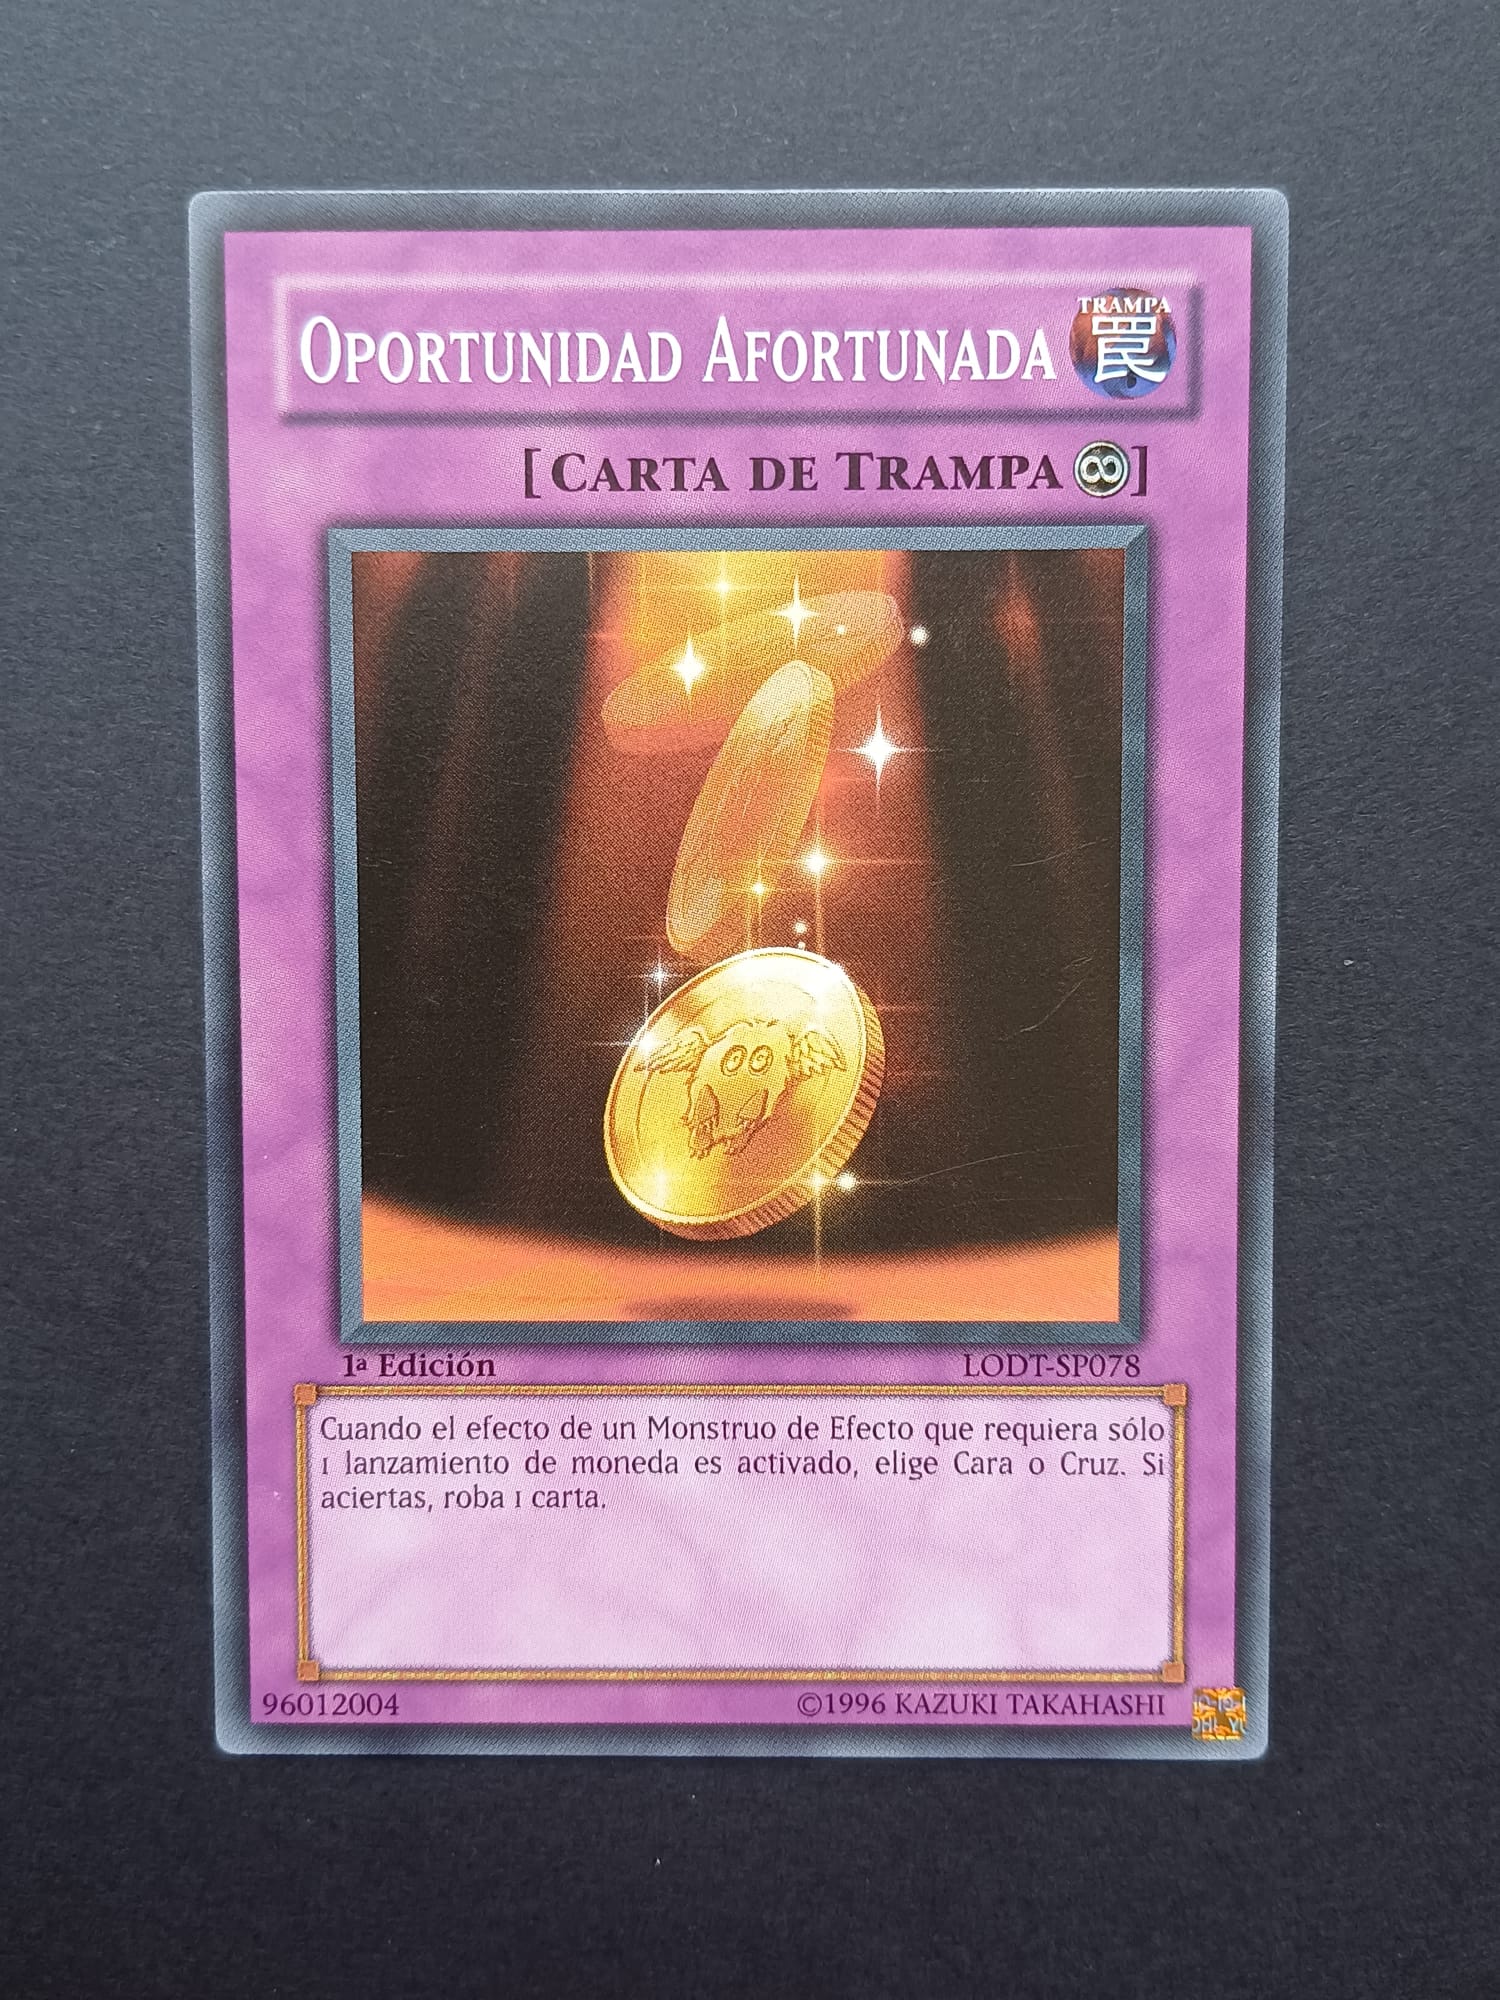 OPORTUNIDAD AFORTUNADA
TRAMPA
罠
[CARTA DE TRAMPA ∞]
1ª Edición
LODT-SP078
Cuando el efecto de un Monstruo de Efecto que requiera sólo
1 lanzamiento de moneda es activado, elige Cara o Cruz. Si
aciertas, roba 1 carta.
96012004
©1996 KAZUKI TAKAHASHI